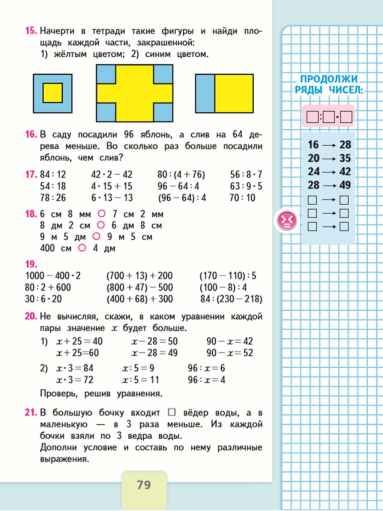 15. Начерти в тетради такие фигуры и найди пло-
щадь каждой части, закрашенной:
1) жёлтым цветом; 2) синим цветом.
16. В саду посадили 96 яблонь, а слив на 64 де-
рева меньше. Во сколько раз больше посадили
яблонь, чем слив?
17. 84 : 12 42 · 2 − 42 80 : (4 + 76) 56 : 8 · 7
54 : 18 4 · 15 + 15 96 − 64 : 4 63 : 9 · 5
78 : 26 6 · 13 − 13 (96 − 64) : 4 70 : 10
18. 6 см 8 мм ○ 7 см 2 мм
8 дм 2 см ○ 6 дм 8 см
9 м 5 дм ○ 9 м 5 см
400 см ○ 4 дм
19.
1000 − 400 · 2 (700 + 13) + 200 (170 − 110) : 5
80 : 2 + 600 (800 + 47) − 500 (100 − 8) : 4
30 : 6 · 20 (400 + 68) + 300 84 : (230 − 218)
20. Не вычисляя, скажи, в каком уравнении каждой
пары значение x будет больше.
1) x + 25 = 40 x − 28 = 50 90 − x = 42
x + 25=60 x − 28 = 49 90 − x = 52
2) x · 3 = 84 x : 5 = 9 96 : x = 6
x · 3 = 72 x : 5 = 11 96 : x = 4
Проверь, решив уравнения.
21. В большую бочку входит □ вёдер воды, а в
маленькую — в 3 раза меньше. Из каждой
бочки взяли по 3 ведра воды.
Дополни условие и составь по нему различные
выражения.
79
ПРОДОЛЖИ
РЯДЫ ЧИСЕЛ:
□ : □ · □
16 → 28
20 → 35
24 → 42
28 → 49
□ → □
□ → □
□ → □